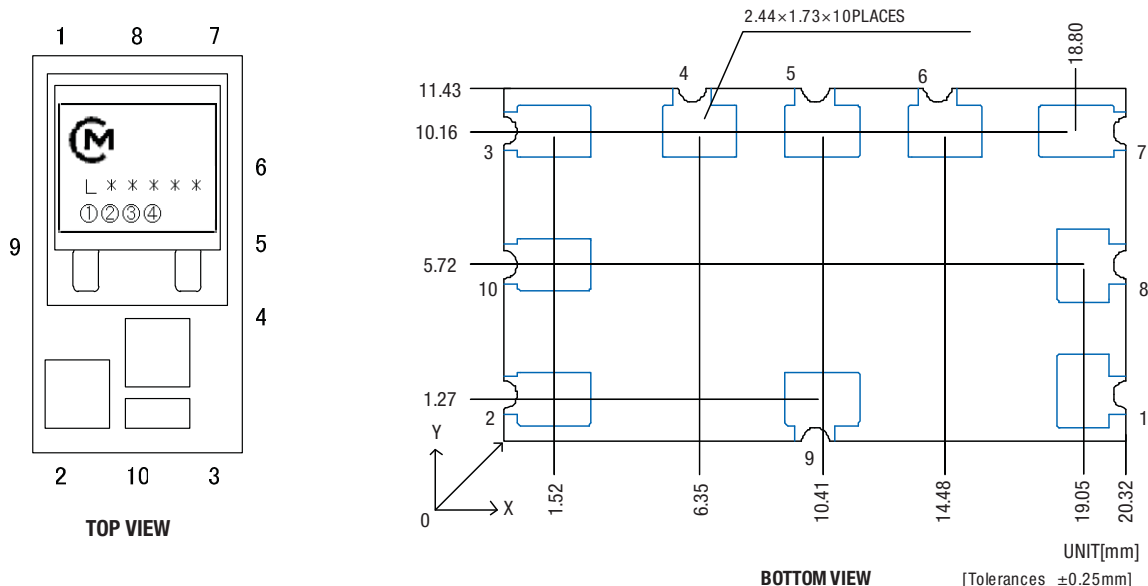 1 8 7
CM
L * * * * *
①②③④
6
9
5
4
2 10 3
TOP VIEW
2.44×1.73×10PLACES
18.80
11.43
4 5 6
10.16
3
7
5.72
10
8
1.27
2
1
9
Y
X
0
1.52
6.35
10.41
14.48
19.05
20.32
UNIT[mm]
BOTTOM VIEW
[Tolerances ±0.25mm]